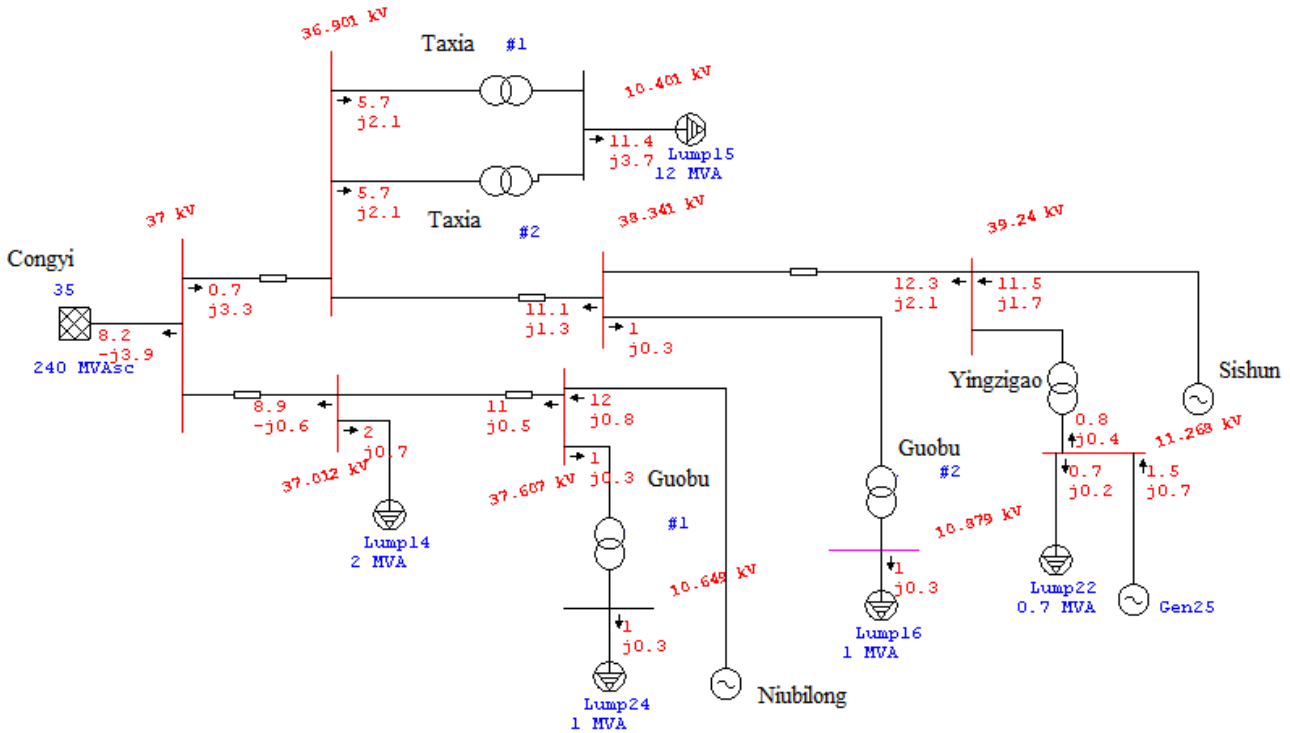 36.901 kV
Taxia #1
10.401 kV
5.7
j2.1
11.4
j3.7
Lump15
12 MVA
5.7
j2.1
Taxia
#2
37 kV
38.341 kV
39.24 kV
Congyi
35
0.7
j3.3
12.3
j2.1
11.5
j1.7
11.1
j1.3
1
j0.3
8.2
-j3.9
240 MVAsc
Yingzigao
Sishun
8.9
-j0.6
11
j0.5
12
j0.8
0.8
j0.4
11.268 kV
2
j0.7
37.012 kV
1
j0.3
37.607 kV
Guobu
#1
Guobu
#2
0.7
j0.2
1.5
j0.7
10.879 kV
Lump14
2 MVA
10.649 kV
1
j0.3
Lump22
0.7 MVA
Gen25
1
j0.3
Lump16
1 MVA
Lump24
1 MVA
Niubilong